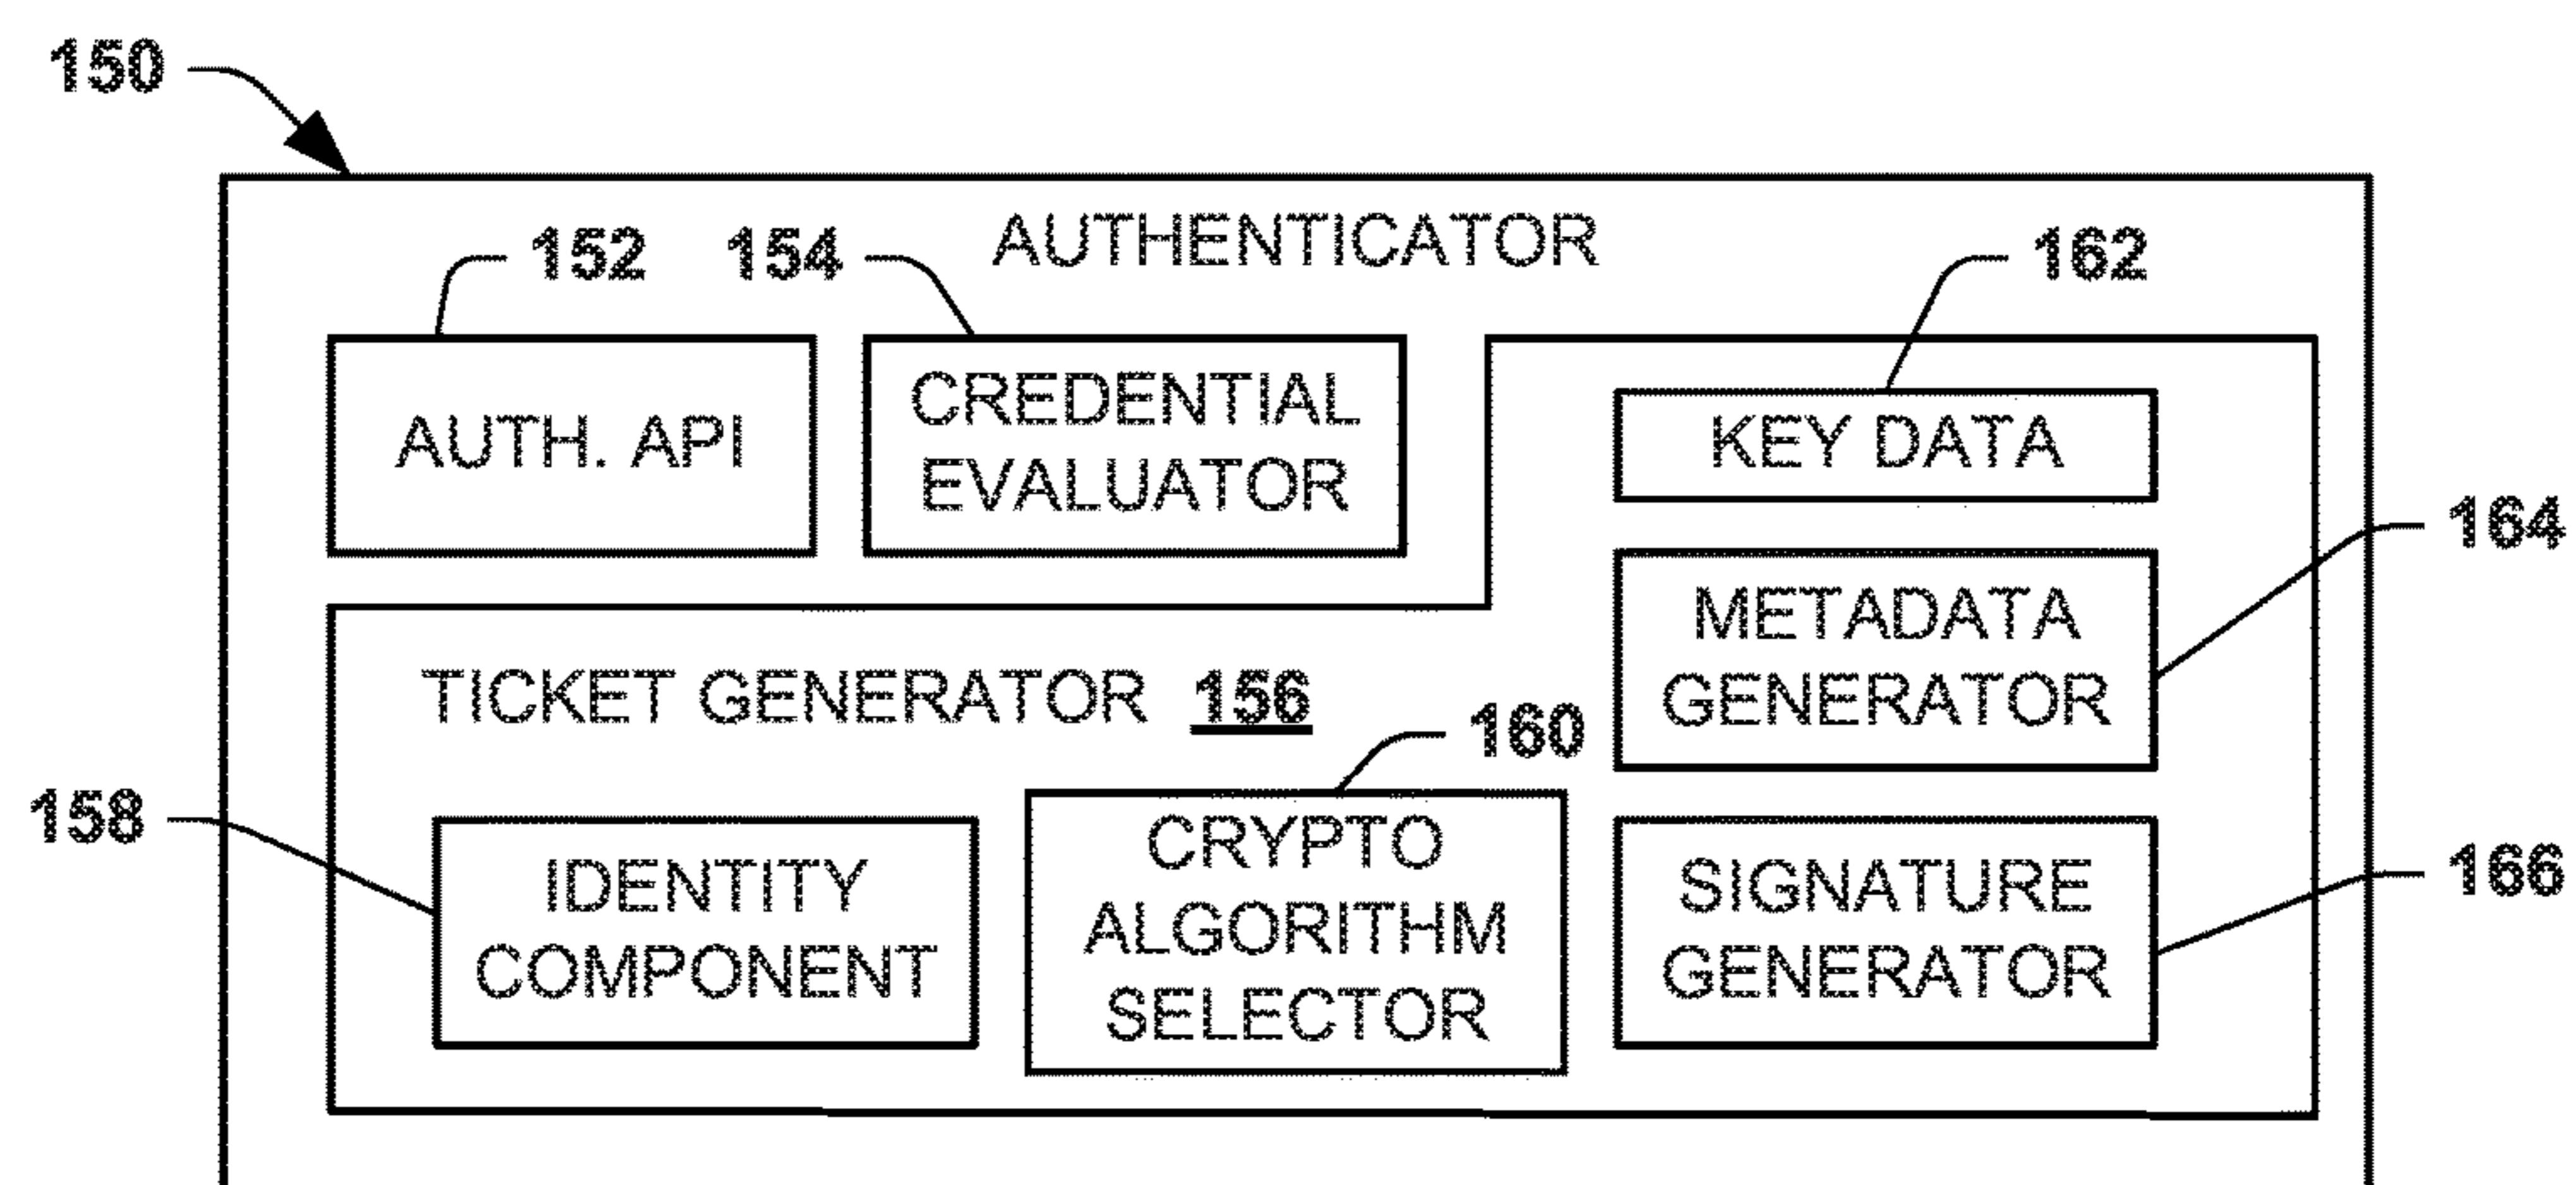 150
AUTHENTICATOR
152
154
162
AUTH. API
CREDENTIAL
EVALUATOR
KEY DATA
164
METADATA
GENERATOR
TICKET GENERATOR 156
160
158
IDENTITY
COMPONENT
CRYPTO
ALGORITHM
SELECTOR
SIGNATURE
GENERATOR
166